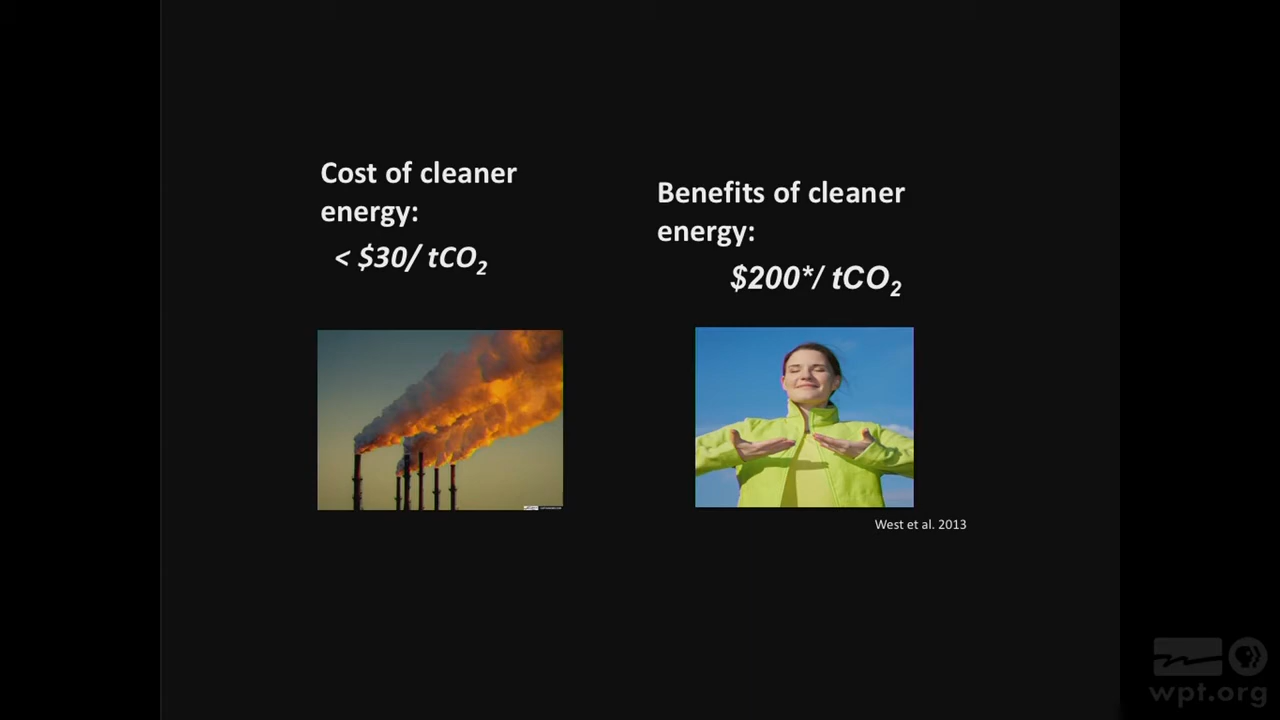 Cost of cleaner
energy:
< $30/ tCO₂
Benefits of cleaner
energy:
$200*/ tCO₂
West et al. 2013
wpt.org